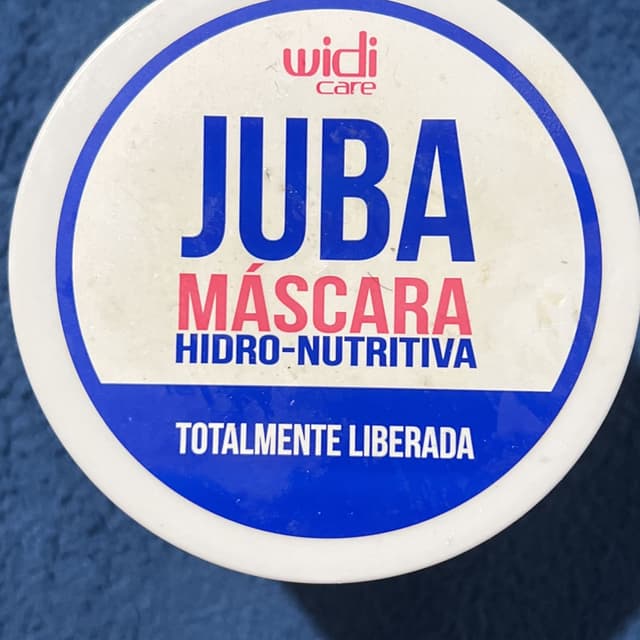 widi
care
JUBA
MÁSCARA
HIDRO-NUTRITIVA
TOTALMENTE LIBERADA